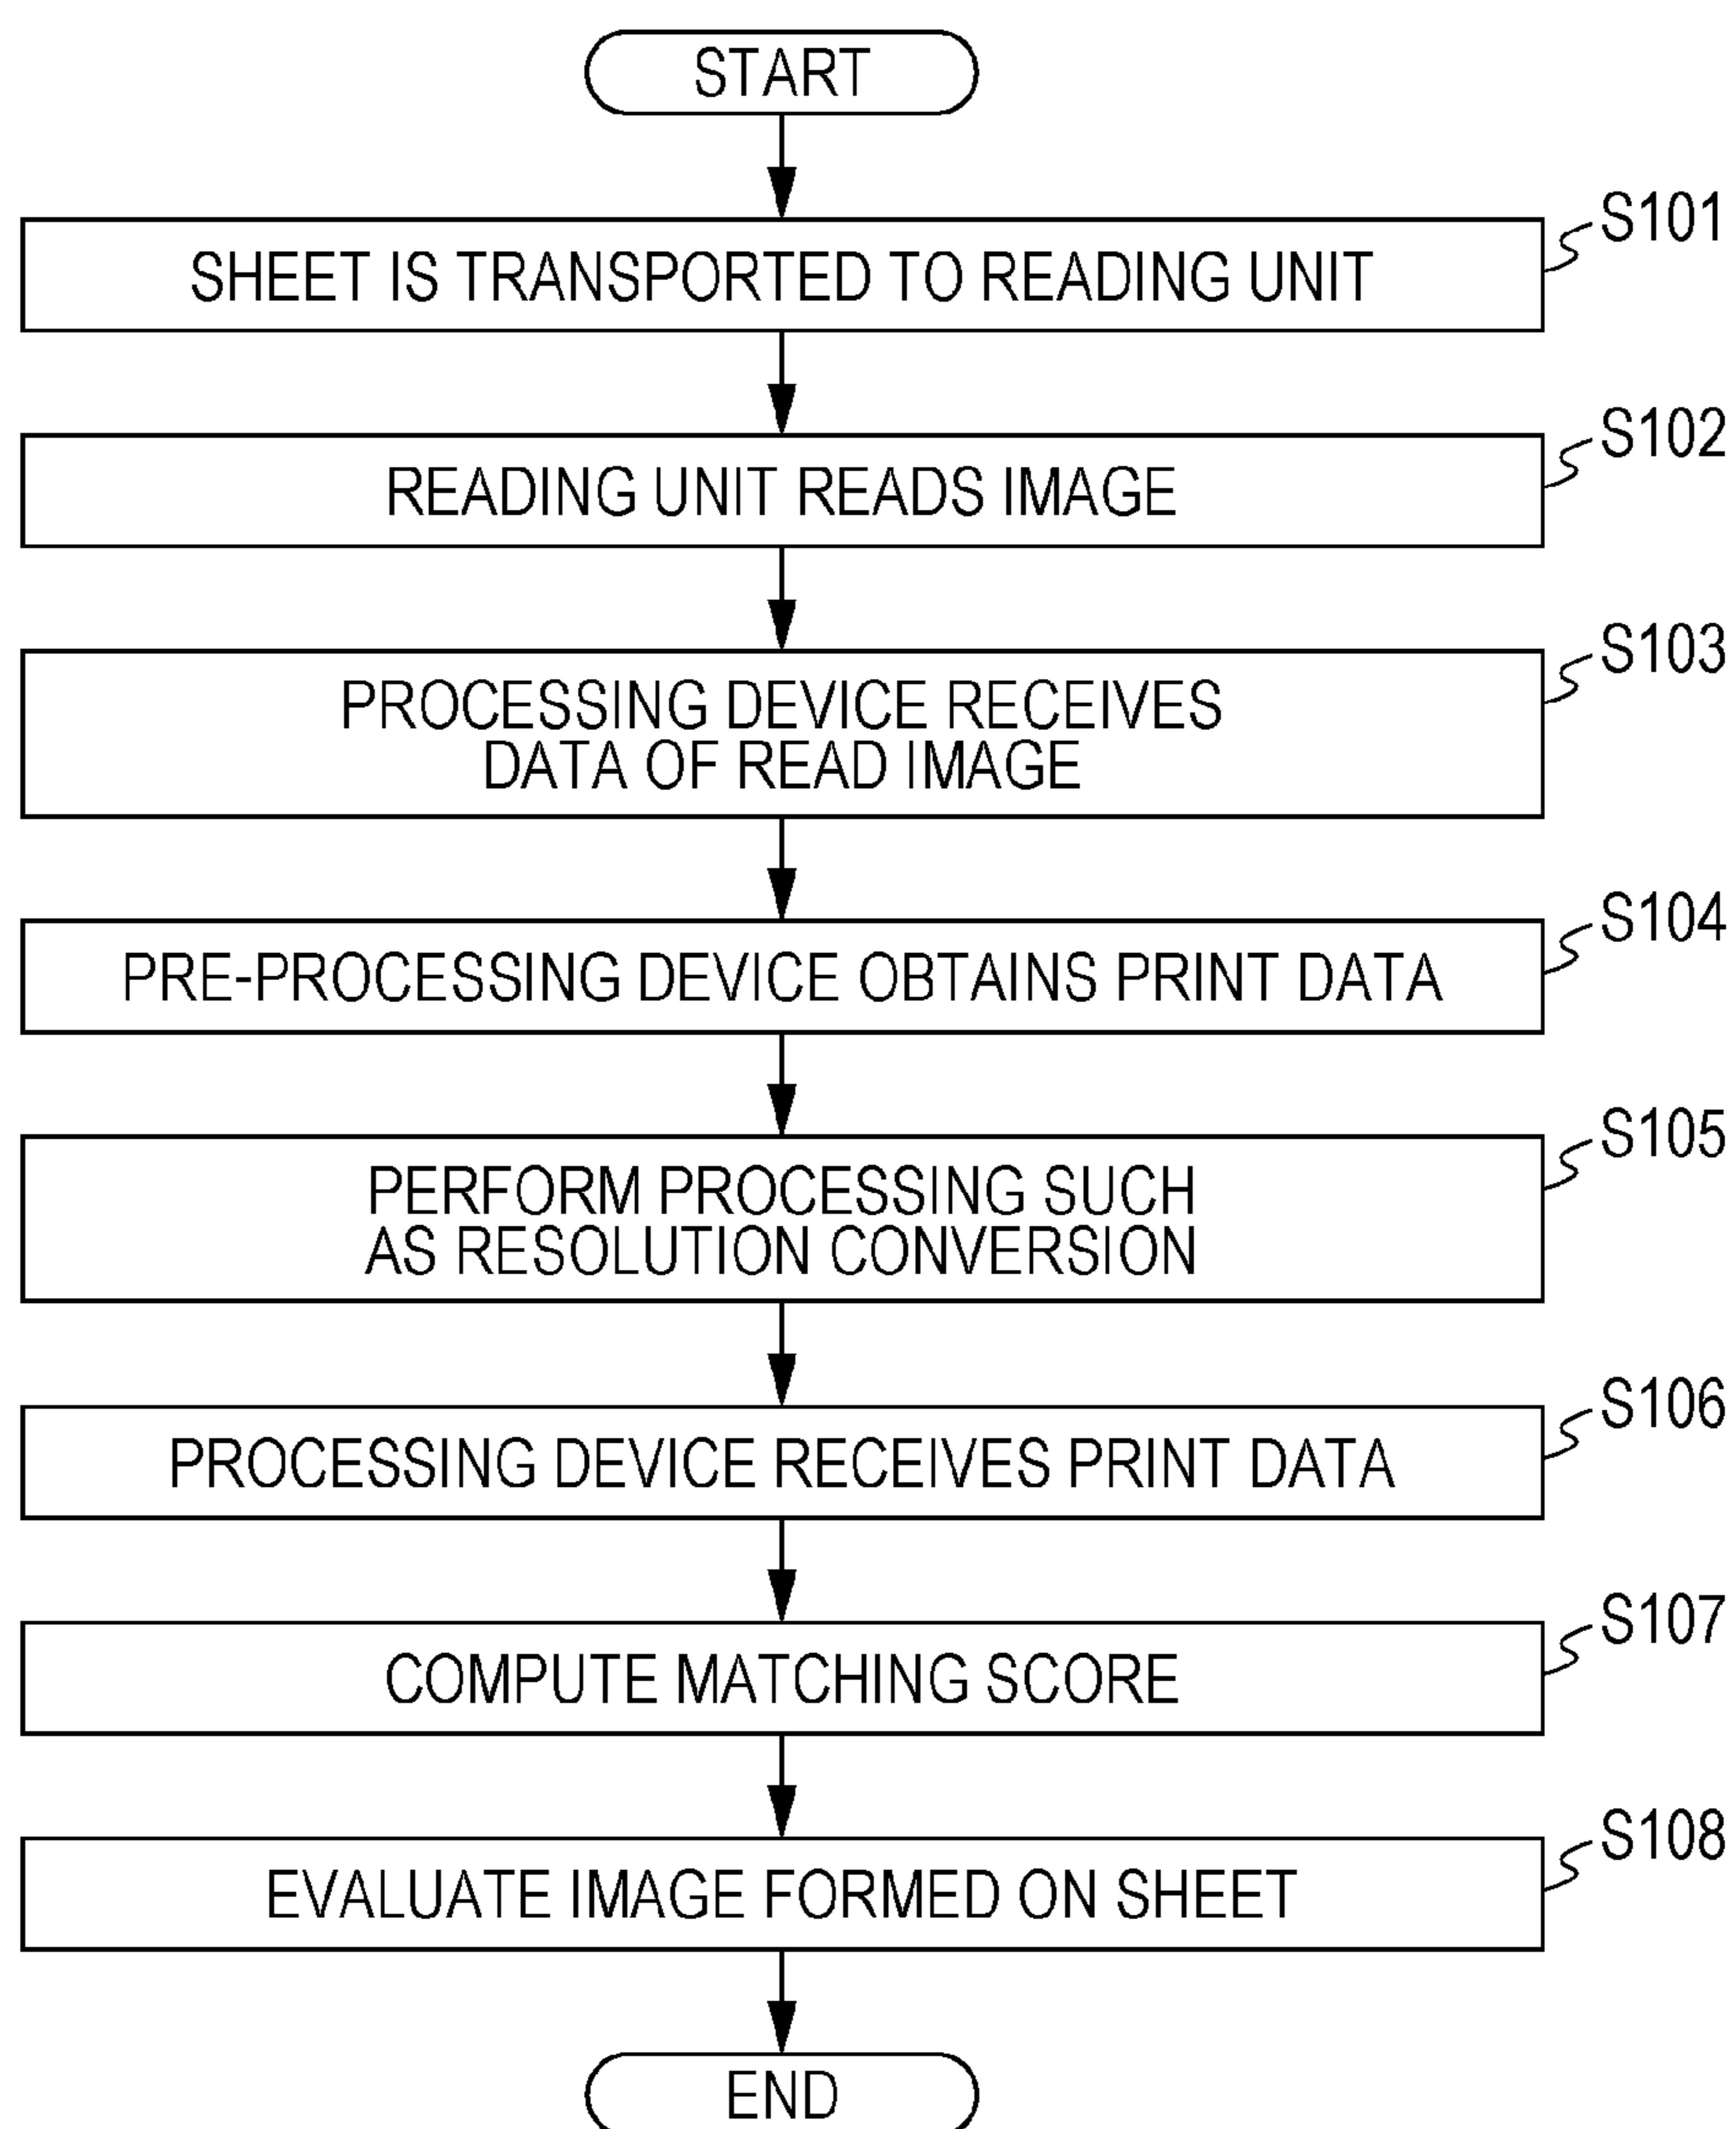 START
S101
SHEET IS TRANSPORTED TO READING UNIT
S102
READING UNIT READS IMAGE
S103
PROCESSING DEVICE RECEIVES
DATA OF READ IMAGE
S104
PRE-PROCESSING DEVICE OBTAINS PRINT DATA
S105
PERFORM PROCESSING SUCH
AS RESOLUTION CONVERSION
S106
PROCESSING DEVICE RECEIVES PRINT DATA
S107
COMPUTE MATCHING SCORE
S108
EVALUATE IMAGE FORMED ON SHEET
END